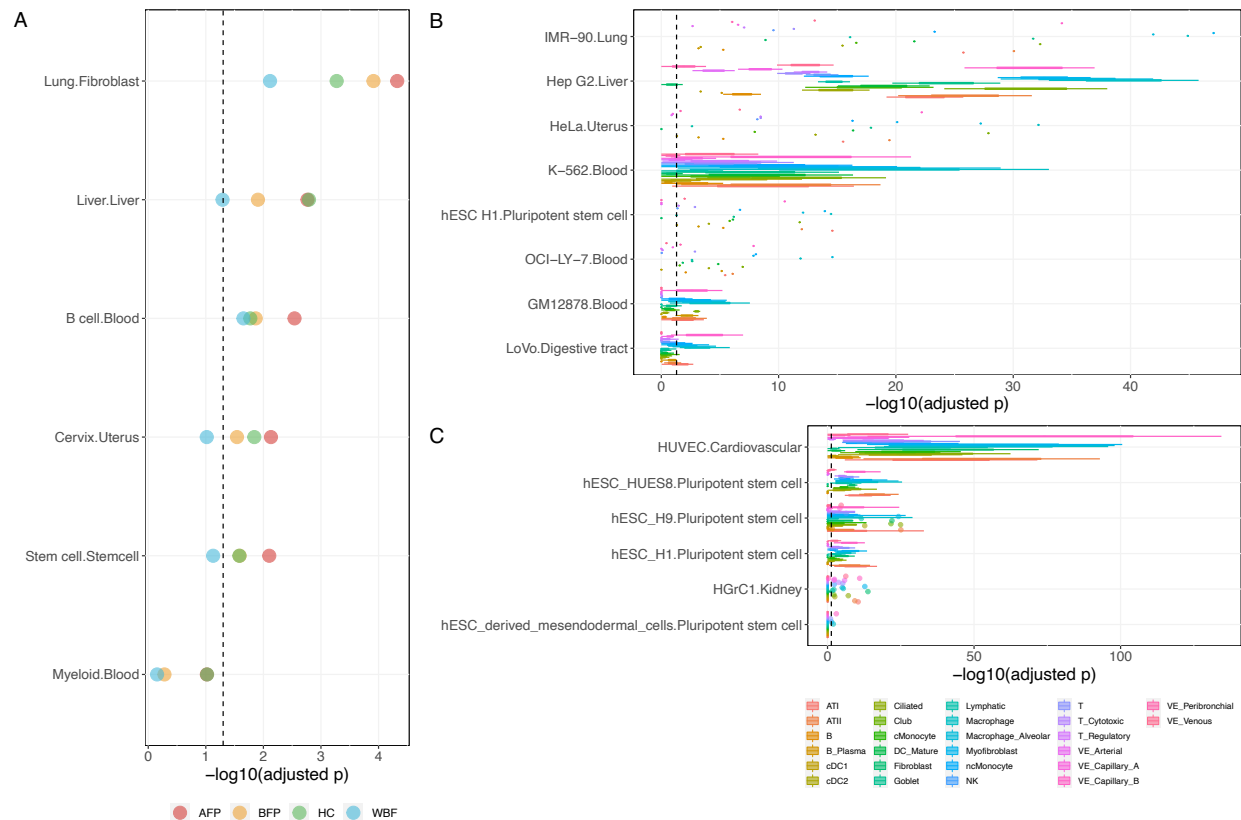 A
Lung.Fibroblast
Liver.Liver
B cell.Blood
Cervix.Uterus
Stem cell.Stemcell
Myeloid.Blood
0 1 2 3 4
−log10(adjusted p)
AFP BFP HC WBF
B
IMR−90.Lung
Hep G2.Liver
HeLa.Uterus
K−562.Blood
hESC H1.Pluripotent stem cell
OCI−LY−7.Blood
GM12878.Blood
LoVo.Digestive tract
0 10 20 30 40
−log10(adjusted p)
C
HUVEC.Cardiovascular
hESC_HUES8.Pluripotent stem cell
hESC_H9.Pluripotent stem cell
hESC_H1.Pluripotent stem cell
HGrC1.Kidney
hESC_derived_mesendodermal_cells.Pluripotent stem cell
0 50 100
−log10(adjusted p)
ATI Ciliated Lymphatic T VE_Peribronchial
ATII Club Macrophage T_Cytotoxic VE_Venous
B cMonocyte Macrophage_Alveolar T_Regulatory
B_Plasma DC_Mature Myofibroblast VE_Arterial
cDC1 Fibroblast ncMonocyte VE_Capillary_A
cDC2 Goblet NK VE_Capillary_B